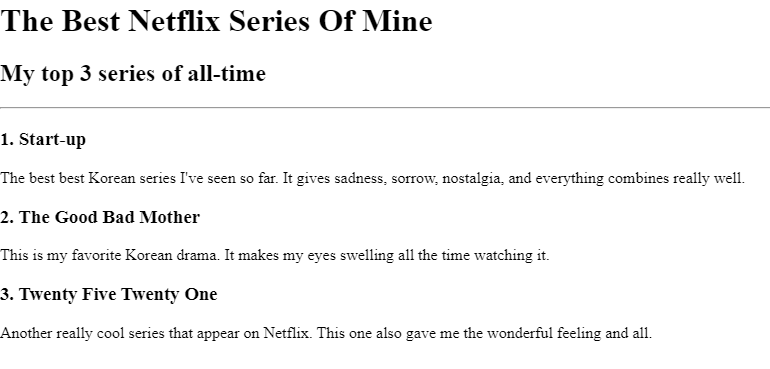 The Best Netflix Series Of Mine
My top 3 series of all-time
1. Start-up
The best best Korean series I've seen so far. It gives sadness, sorrow, nostalgia, and everything combines really well.
2. The Good Bad Mother
This is my favorite Korean drama. It makes my eyes swelling all the time watching it.
3. Twenty Five Twenty One
Another really cool series that appear on Netflix. This one also gave me the wonderful feeling and all.